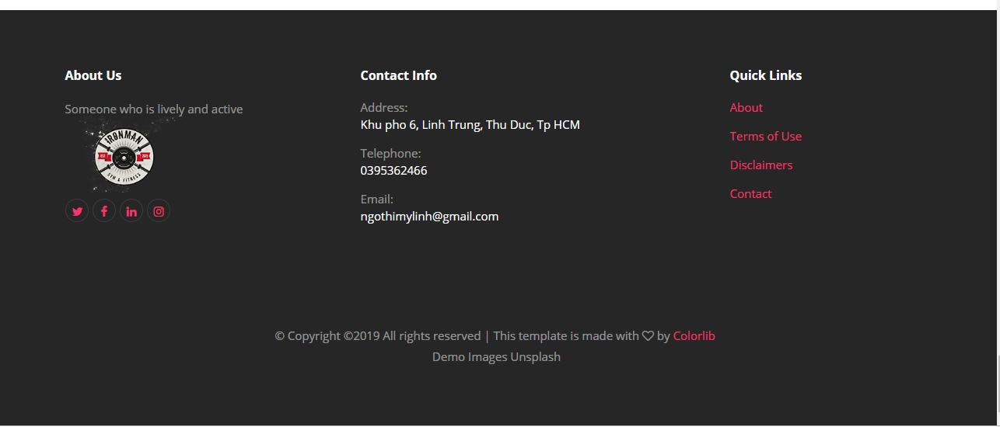 About Us
Someone who is lively and active
IRONMAN
EST
GYM & FITNESS
Contact Info
Address:
Khu pho 6, Linh Trung, Thu Duc, Tp HCM
Telephone:
0395362466
Email:
ngothimylinh@gmail.com
Quick Links
About
Terms of Use
Disclaimers
Contact
© Copyright ©2019 All rights reserved | This template is made with ♡ by Colorlib
Demo Images Unsplash